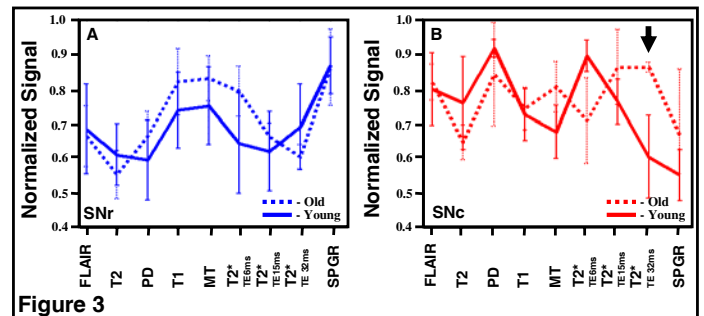 A
B
Normalized Signal
1.0
0.9
0.8
0.7
0.6
0.5
0.4
SNr
- Old
- Young
FLAIR
T2
PD
T1
MT
T2* TE6ms
T2* TE15ms
T2* TE 32ms
SPGR
Normalized Signal
1.0
0.9
0.8
0.7
0.6
0.5
0.4
SNc
- Old
- Young
FLAIR
T2
PD
T1
MT
T2* TE6ms
T2* TE15ms
T2* TE 32ms
SPGR
Figure 3